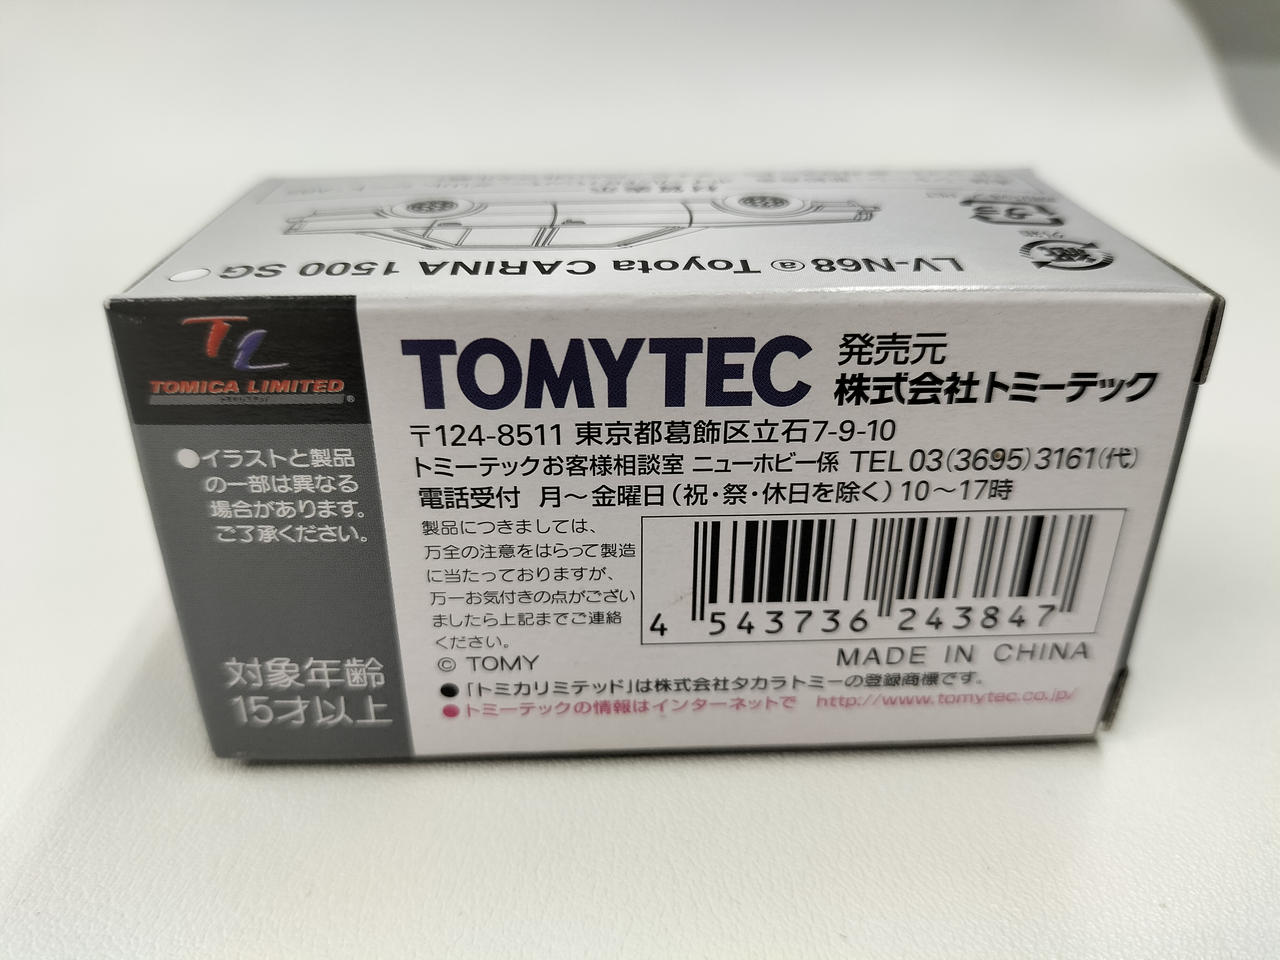 LV-N68 ⓐ Toyota CARINA 1500 SG
材質表示
外箱
TL
TOMICA LIMITED
®
イラストと製品
の一部は異なる
場合があります。
ご了承ください。
対象年齢
15才以上
TOMYTEC 発売元
株式会社トミーテック
〒124-8511 東京都葛飾区立石7-9-10
トミーテックお客様相談室 ニューホビー係 TEL 03(3695)3161(代)
電話受付 月～金曜日(祝・祭・休日を除く)10～17時
製品につきましては、
万全の注意をはらって製造
に当たっておりますが、
万一お気付きの点がござい
ましたら上記までご連絡
ください。
4 543736 243847
© TOMY
MADE IN CHINA
●「トミカリミテッド」は株式会社タカラトミーの登録商標です。
●トミーテックの情報はインターネットで http://www.tomytec.co.jp/